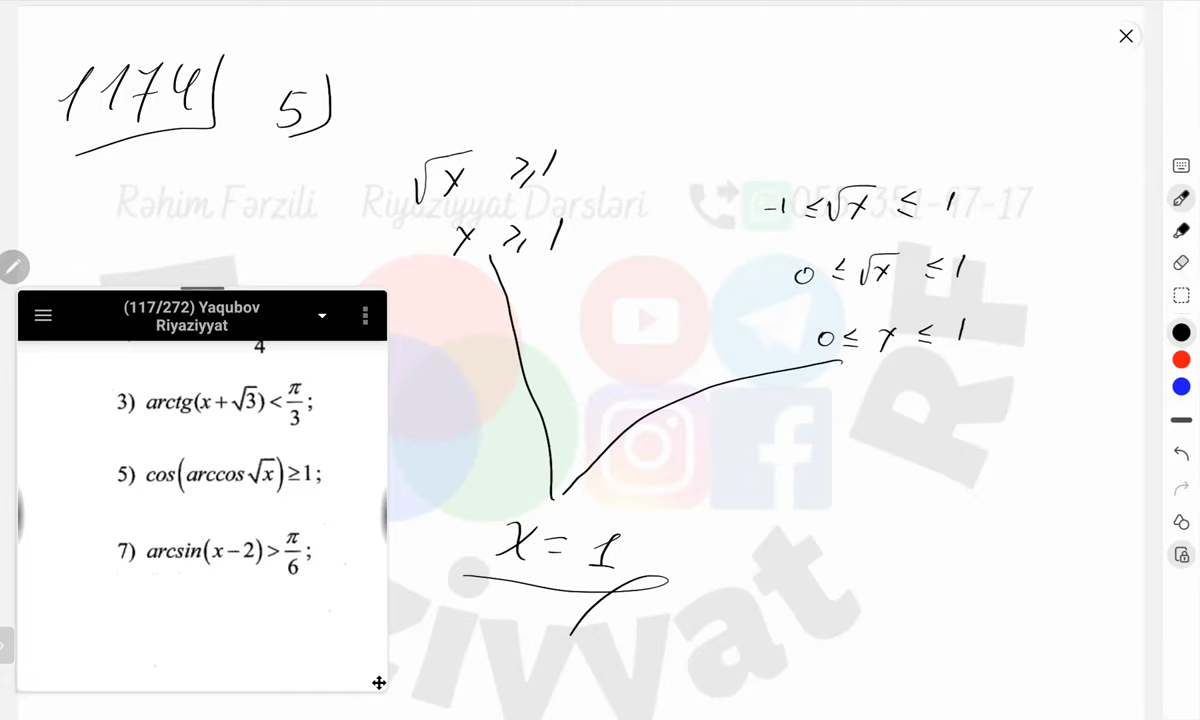 1174) 5)
√x ≥ 1
x ≥ 1
-1 ≤ √x ≤ 1
0 ≤ √x ≤ 1
0 ≤ x ≤ 1
x = 1
Rəhim Fərzili Riyaziyyat Dərsləri
RF
(117/272) Yaqubov
Riyaziyyat
4
3) arctg(x + √3) < π/3;
5) cos(arccos √x) ≥ 1;
7) arcsin(x − 2) > π/6;